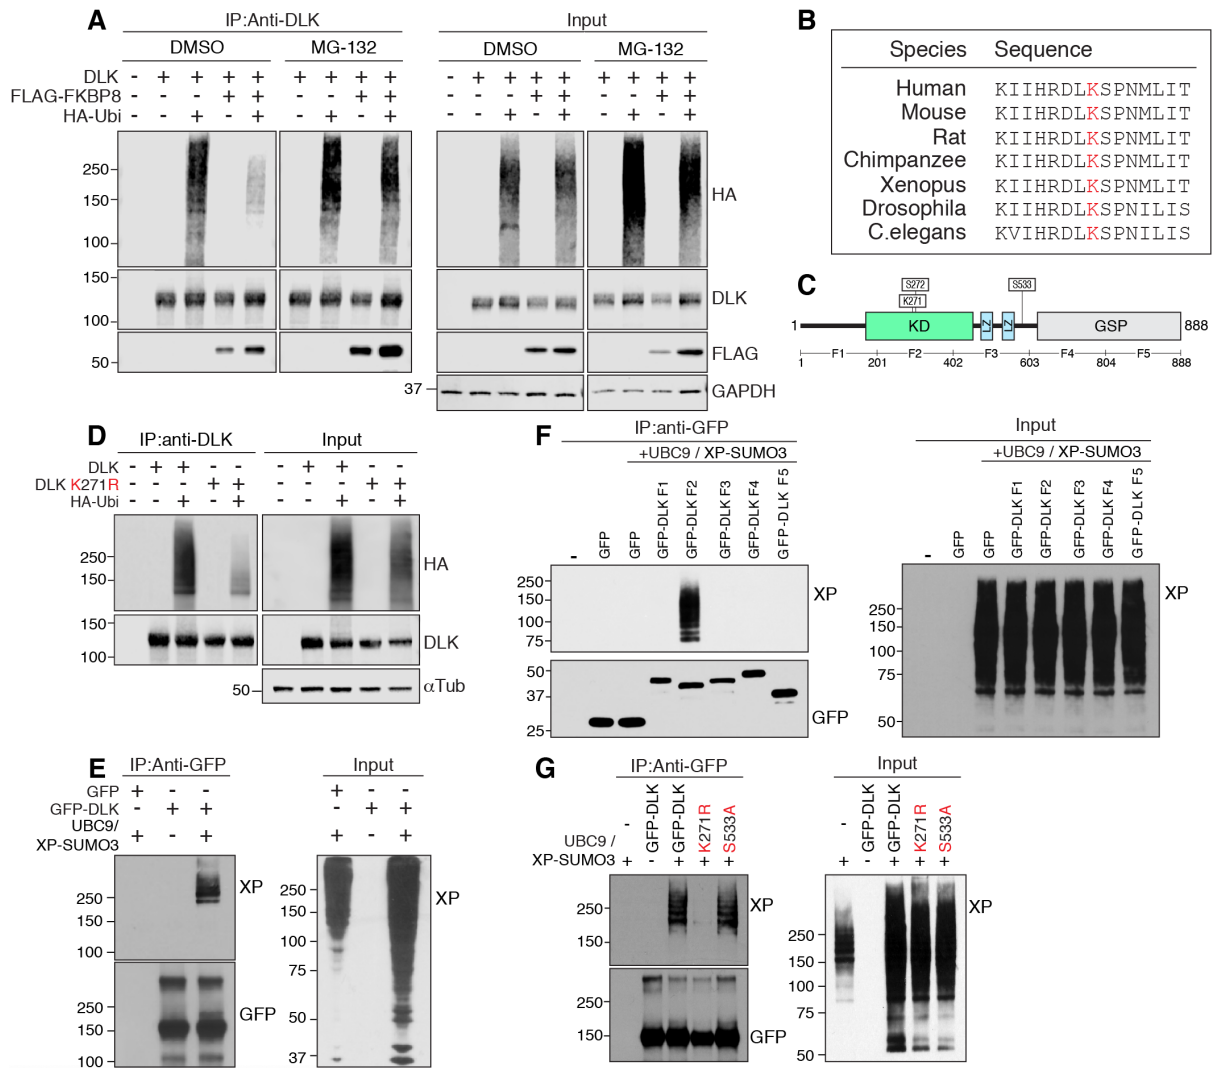 A
IP:Anti-DLK
Input
DMSO
MG-132
DMSO
MG-132
DLK - + + + + + + + + - + + + + + + + +
FLAG-FKBP8 - - - + + - - + + - - - + + - - + +
HA-Ubi - - + - + - + - + - - + - + - + - +
250
150
100
HA
150
100
DLK
50
FLAG
37
GAPDH
B
Species Sequence
Human KIIHRDLKSPNMLIT
Mouse KIIHRDLKSPNMLIT
Rat KIIHRDLKSPNMLIT
Chimpanzee KIIHRDLKSPNMLIT
Xenopus KIIHRDLKSPNMLIT
Drosophila KIIHRDLKSPNILIS
C.elegans KVIHRDLKSPNILIS
C
S272
K271
S533
1 KD LZ LZ GSP 888
F1 F2 F3 F4 F5
1 201 402 603 804 888
D
IP:anti-DLK
Input
DLK - + + - - - + + - -
DLK K271R - - - + + - - - + +
HA-Ubi - - + - + - - + - +
250
150
HA
150
100
DLK
50
αTub
E
IP:Anti-GFP
Input
GFP + - - + - -
GFP-DLK - + + - + +
UBC9/
XP-SUMO3 + - + + - +
250
150
100
XP
250
150
100
GFP
250
150
100
75
50
37
XP
F
IP:anti-GFP
+UBC9 / XP-SUMO3
-
GFP
GFP
GFP-DLK F1
GFP-DLK F2
GFP-DLK F3
GFP-DLK F4
GFP-DLK F5
250
150
100
75
XP
50
37
25
GFP
Input
+UBC9 / XP-SUMO3
-
GFP
GFP
GFP-DLK F1
GFP-DLK F2
GFP-DLK F3
GFP-DLK F4
GFP-DLK F5
250
150
100
75
50
XP
G
IP:Anti-GFP
Input
-
GFP-DLK
GFP-DLK
K271R
S533A
-
GFP-DLK
GFP-DLK
K271R
S533A
UBC9 /
XP-SUMO3 + - + + + + - + + +
250
150
XP
250
150
GFP
250
150
100
75
50
XP